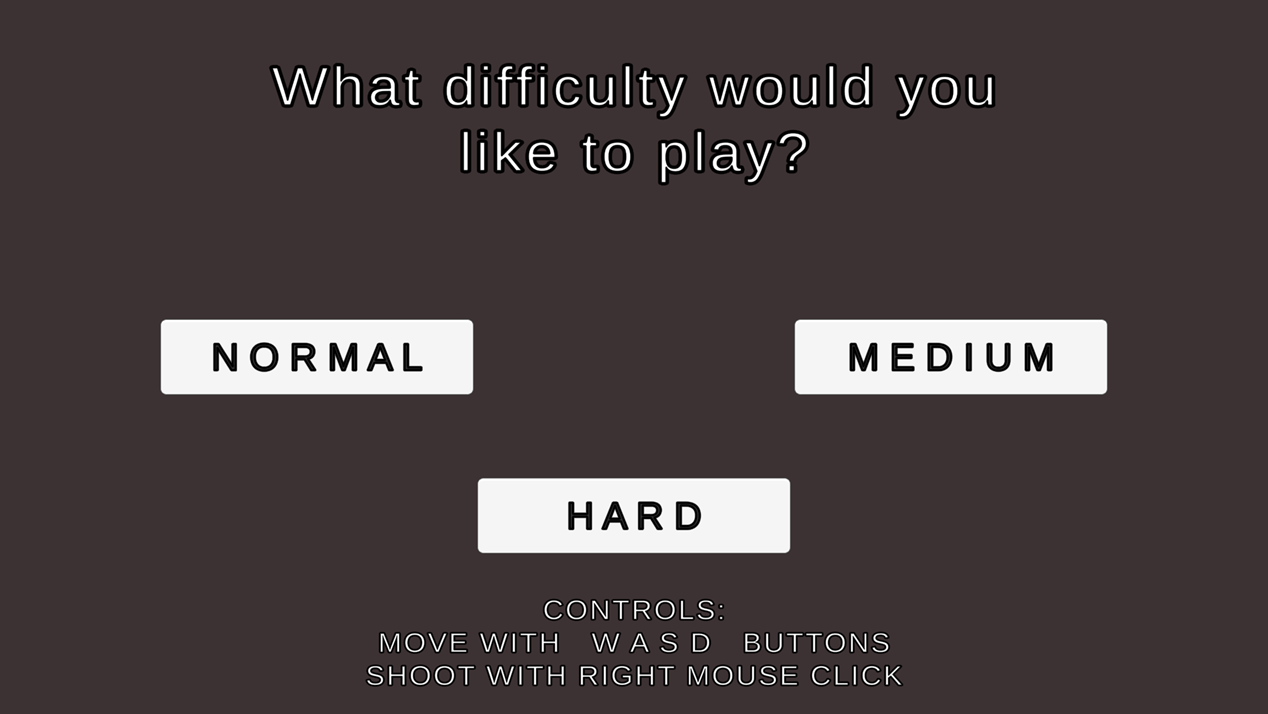 What difficulty would you
like to play?
NORMAL
MEDIUM
HARD
CONTROLS:
MOVE WITH W A S D BUTTONS
SHOOT WITH RIGHT MOUSE CLICK